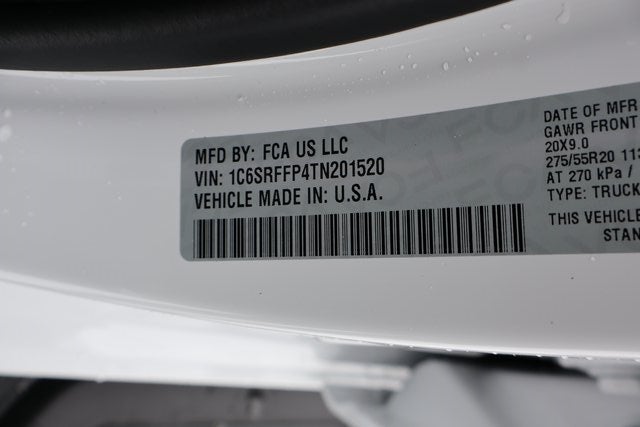 MFD BY: FCA US LLC
VIN: 1C6SRFFP4TN201520
VEHICLE MADE IN: U.S.A.
DATE OF MFR
GAWR FRONT
20X9.0
275/55R20 113
AT 270 kPa /
TYPE: TRUCK
THIS VEHICLE
STAN